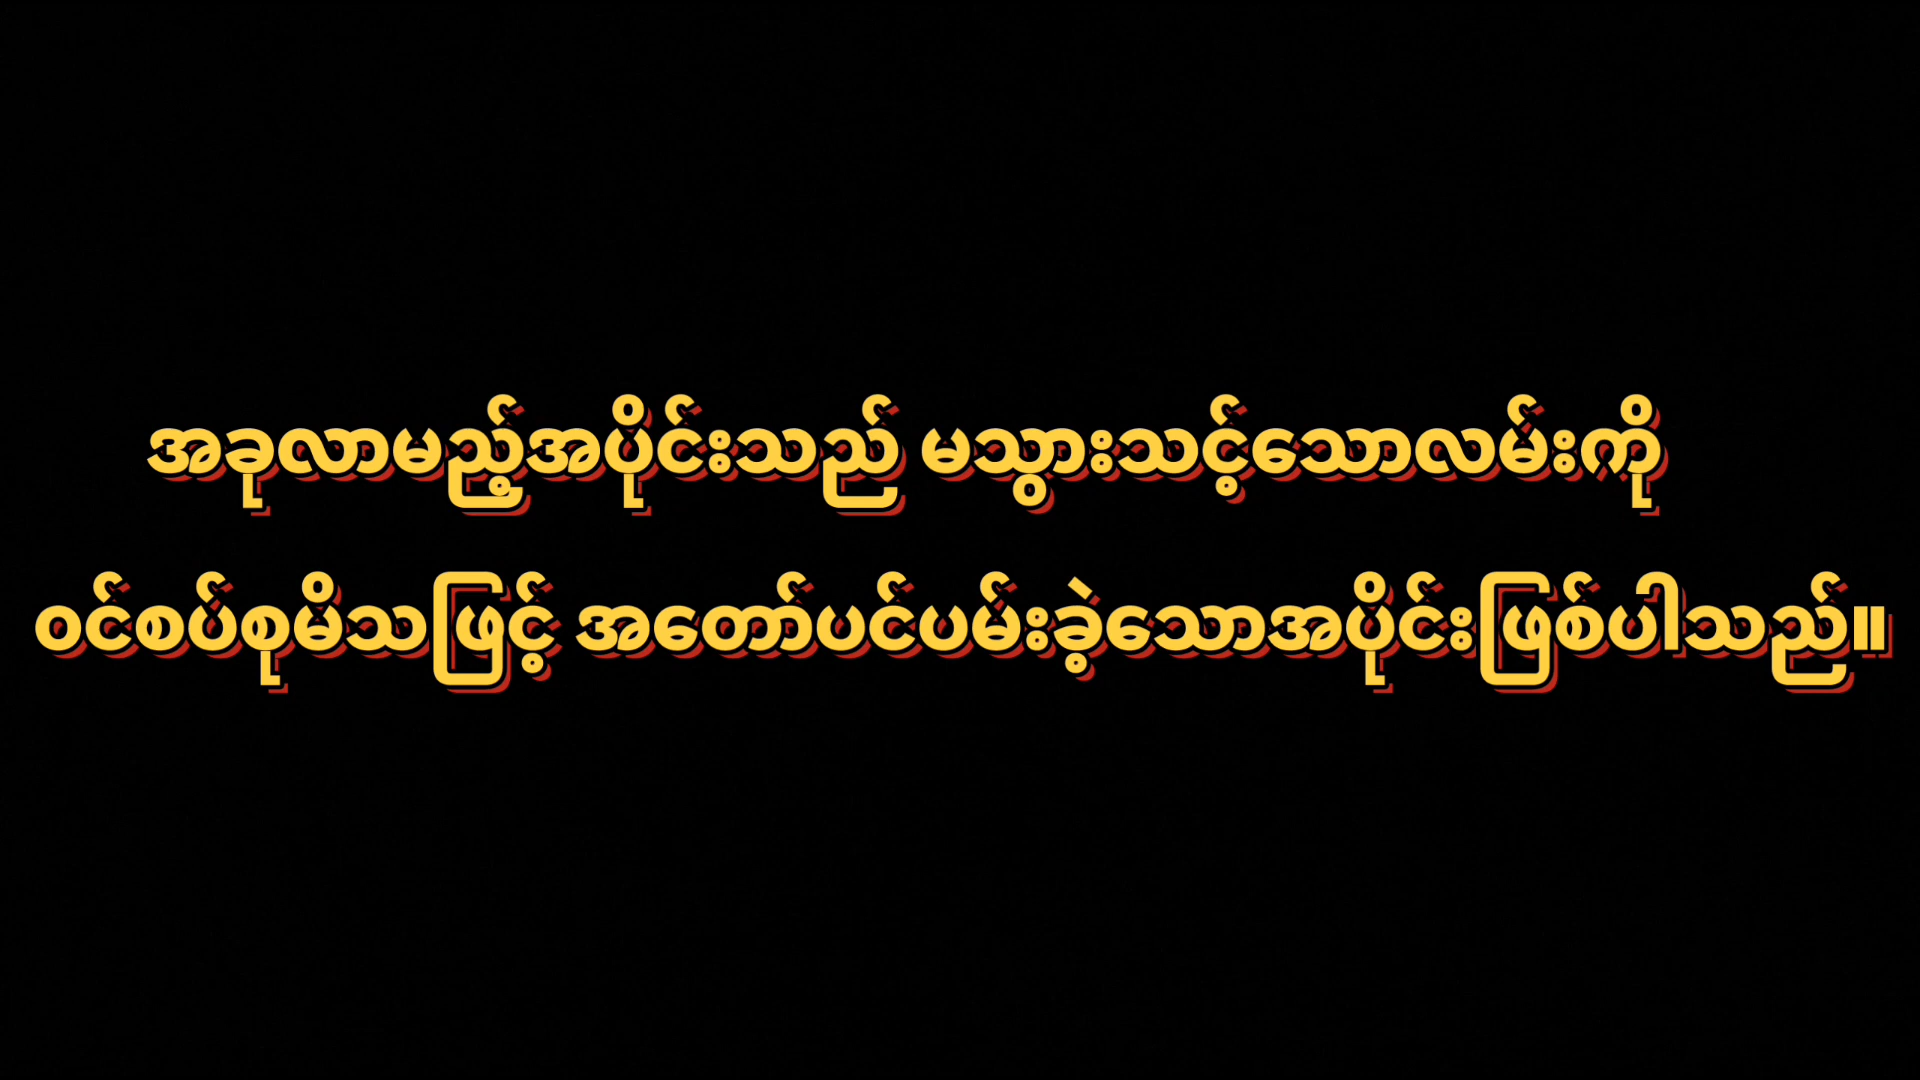 အခုလာမည့်အပိုင်းသည် မသွားသင့်သောလမ်းကို
ဝင်စပ်စုမိသဖြင့် အတော်ပင်ပမ်းခဲ့သောအပိုင်းဖြစ်ပါသည်။